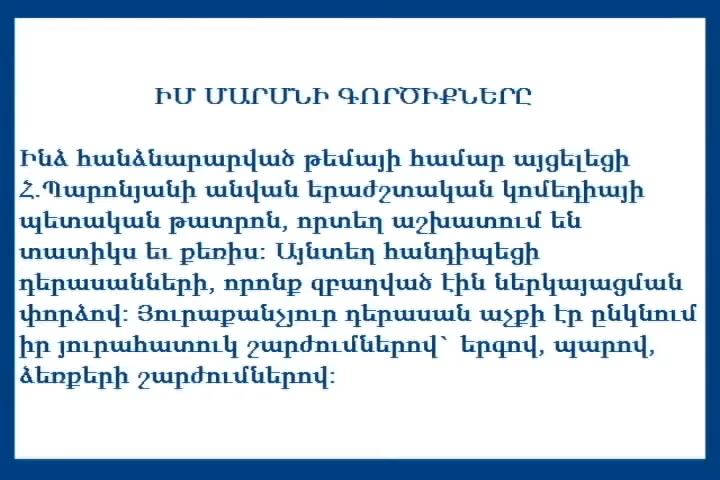 ԻՄ ՄԱՐՄՆԻ ԳՈՐԾԻՔՆԵՐԸ
Ինձ հանձնարարված թեմայի համար այցելեցի
Հ.Պարոնյանի անվան երաժշտական կոմեդիայի
պետական թատրոն, որտեղ աշխատում են
տատիկս եւ քեռիս: Այնտեղ հանդիպեցի
դերասանների, որոնք զբաղված էին ներկայացման
փորձով: Յուրաքանչյուր դերասան աչքի էր ընկնում
իր յուրահատուկ շարժումներով` երգով, պարով,
ձեռքերի շարժումներով: